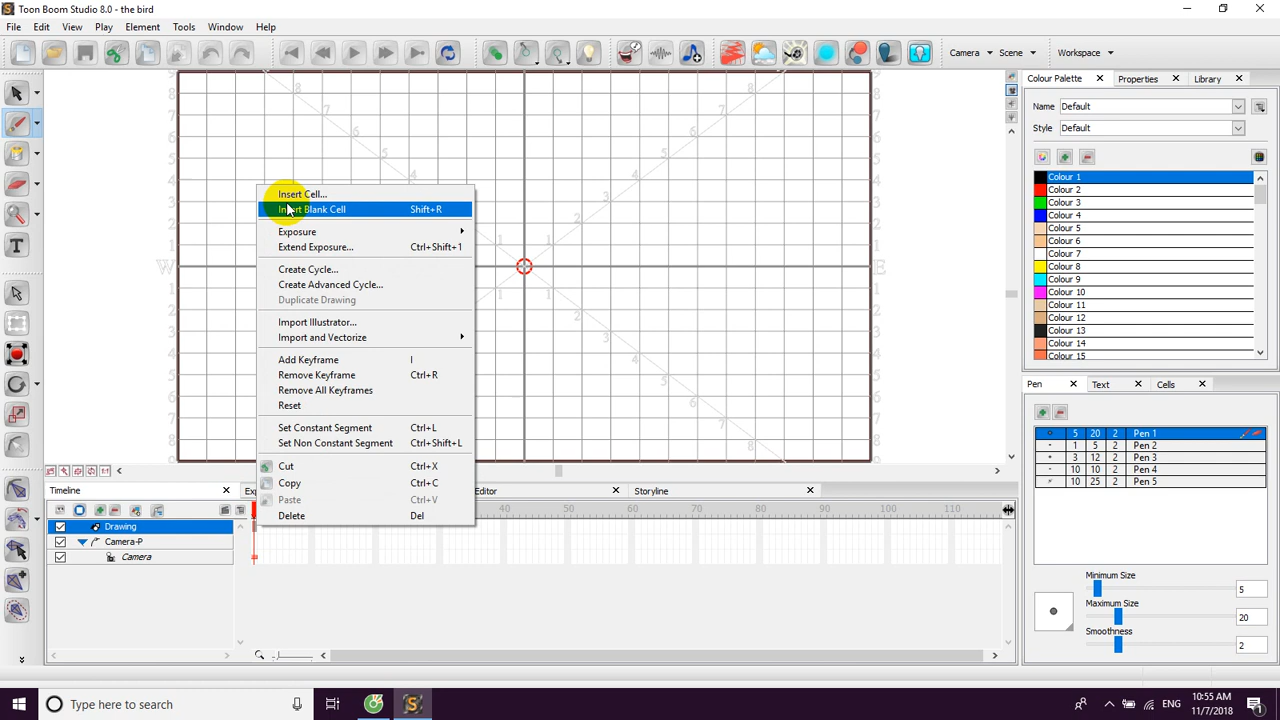 Toon Boom Studio 8.0 - the bird
File Edit View Play Element Tools Window Help
Camera Scene Workspace
Colour Palette Properties Library
Name Default
Style Default
Colour 1
Colour 2
Colour 3
Colour 4
Colour 5
Colour 6
Colour 7
Colour 8
Colour 9
Colour 10
Colour 11
Colour 12
Colour 13
Colour 14
Colour 15
W
E
Insert Cell...
Insert Blank Cell Shift+R
Exposure
Extend Exposure... Ctrl+Shift+1
Create Cycle...
Create Advanced Cycle...
Duplicate Drawing
Import Illustrator...
Import and Vectorize
Add Keyframe I
Remove Keyframe Ctrl+R
Remove All Keyframes
Reset
Set Constant Segment Ctrl+L
Set Non Constant Segment Ctrl+Shift+L
Cut Ctrl+X
Copy Ctrl+C
Paste Ctrl+V
Delete Del
Pen Text Cells
5 20 2 Pen 1
1 5 2 Pen 2
3 12 2 Pen 3
10 10 2 Pen 4
10 25 2 Pen 5
Minimum Size
5
Maximum Size
20
Smoothness
2
Timeline Editor Storyline
40 50 60 70 80 90 100 110
Drawing
Camera-P
Camera
Type here to search
ENG
10:55 AM
11/7/2018